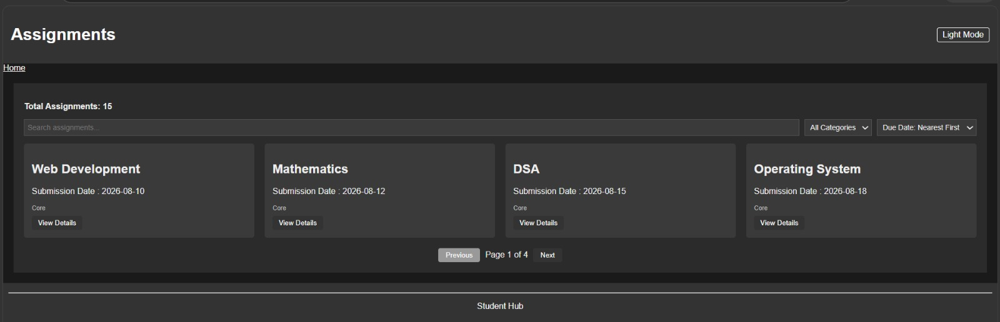 Assignments
Light Mode
Home
Total Assignments: 15
Search assignments...
All Categories
Due Date: Nearest First
Web Development
Submission Date : 2026-08-10
Core
View Details
Mathematics
Submission Date : 2026-08-12
Core
View Details
DSA
Submission Date : 2026-08-15
Core
View Details
Operating System
Submission Date : 2026-08-18
Core
View Details
Previous
Page 1 of 4
Next
Student Hub